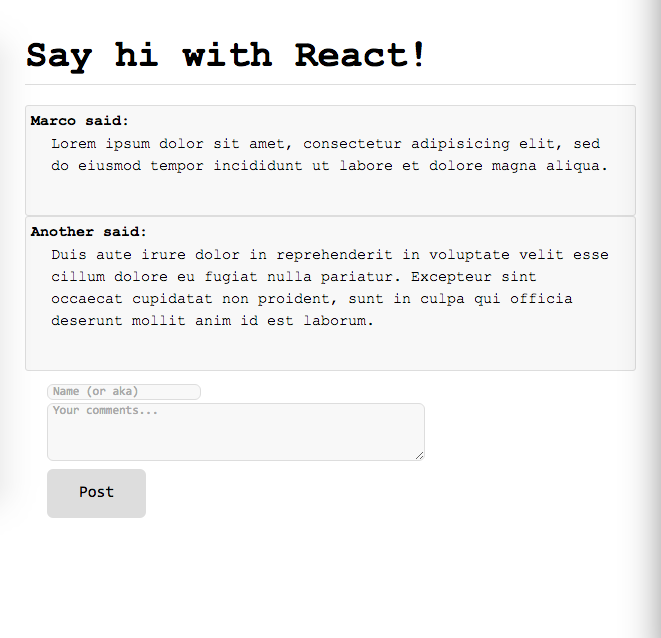 Say hi with React!
Marco said:
Lorem ipsum dolor sit amet, consectetur adipisicing elit, sed
do eiusmod tempor incididunt ut labore et dolore magna aliqua.
Another said:
Duis aute irure dolor in reprehenderit in voluptate velit esse
cillum dolore eu fugiat nulla pariatur. Excepteur sint
occaecat cupidatat non proident, sunt in culpa qui officia
deserunt mollit anim id est laborum.
Name (or aka)
Your comments...
Post